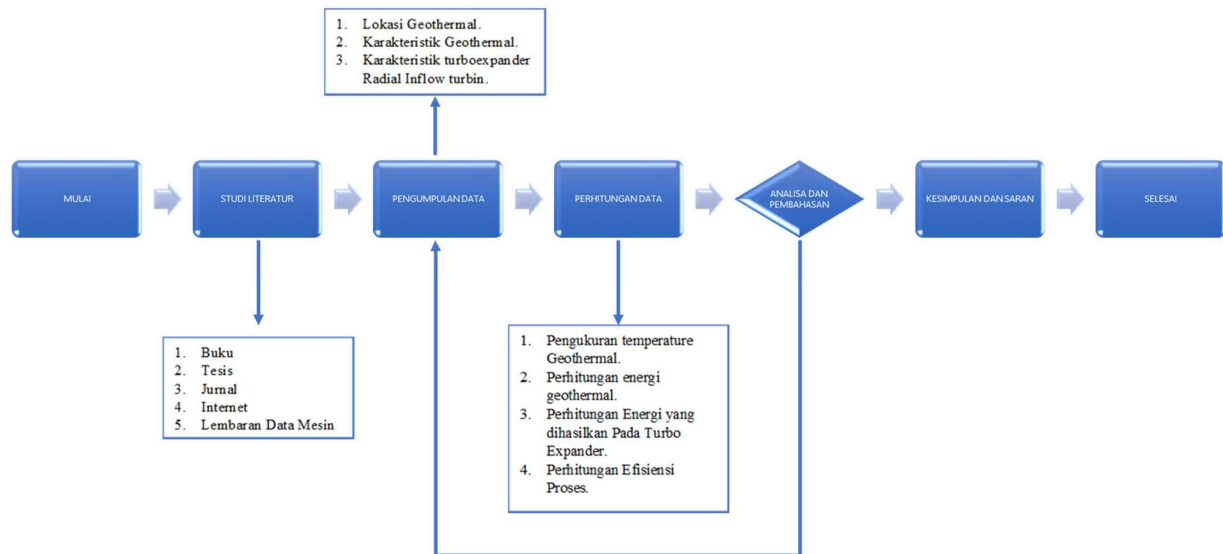 1. Lokasi Geothermal.
2. Karakteristik Geothermal.
3. Karakteristik turboexpander
Radial Inflow turbin.
MULAI
STUDI LITERATUR
PENGUMPULAN DATA
PERHITUNGAN DATA
ANALISA DAN
PEMBAHASAN
KESIMPULAN DAN SARAN
SELESAI
1. Buku
2. Tesis
3. Jurnal
4. Internet
5. Lembaran Data Mesin
1. Pengukuran temperature
Geothermal.
2. Perhitungan energi
geothermal.
3. Perhitungan Energi yang
dihasilkan Pada Turbo
Expander.
4. Perhitungan Efisiensi
Proses.